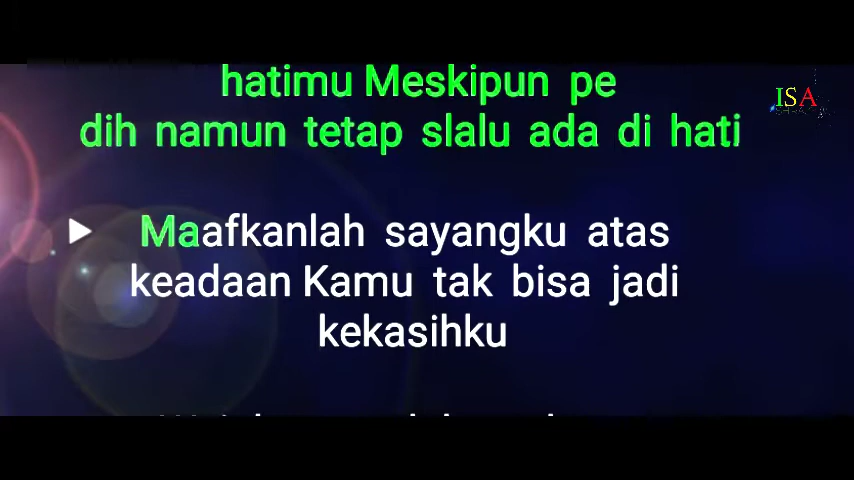 hatimu Meskipun pe
dih namun tetap slalu ada di hati
ISA
Maafkanlah sayangku atas
keadaan Kamu tak bisa jadi
kekasihku